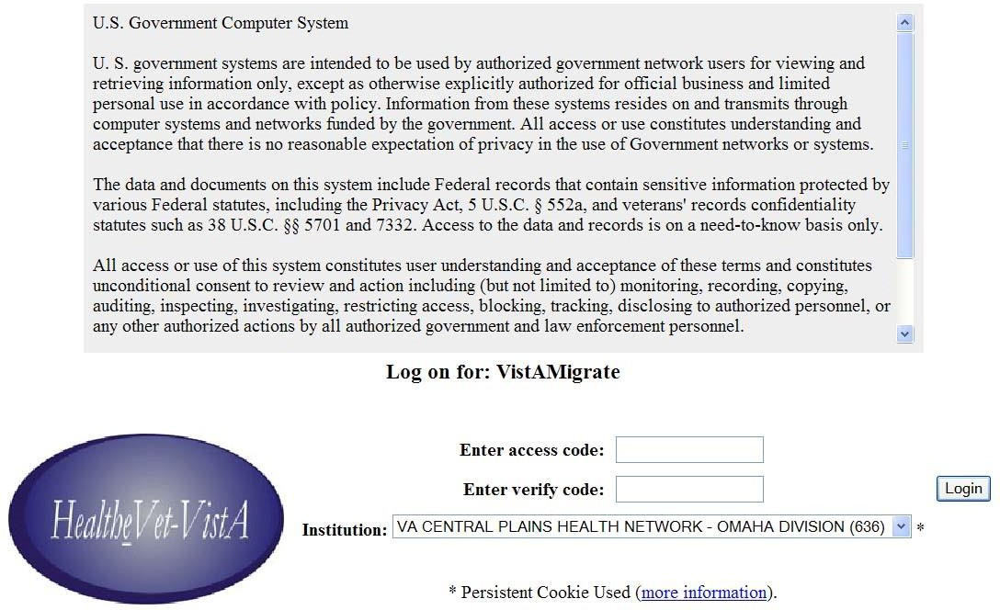 U.S. Government Computer System
U. S. government systems are intended to be used by authorized government network users for viewing and
retrieving information only, except as otherwise explicitly authorized for official business and limited
personal use in accordance with policy. Information from these systems resides on and transmits through
computer systems and networks funded by the government. All access or use constitutes understanding and
acceptance that there is no reasonable expectation of privacy in the use of Government networks or systems.
The data and documents on this system include Federal records that contain sensitive information protected by
various Federal statutes, including the Privacy Act, 5 U.S.C. § 552a, and veterans' records confidentiality
statutes such as 38 U.S.C. §§ 5701 and 7332. Access to the data and records is on a need-to-know basis only.
All access or use of this system constitutes user understanding and acceptance of these terms and constitutes
unconditional consent to review and action including (but not limited to) monitoring, recording, copying,
auditing, inspecting, investigating, restricting access, blocking, tracking, disclosing to authorized personnel, or
any other authorized actions by all authorized government and law enforcement personnel.
Log on for: VistAMigrate
Enter access code:
Enter verify code:
Login
HealtheVet-VistA
Institution: VA CENTRAL PLAINS HEALTH NETWORK - OMAHA DIVISION (636) *
* Persistent Cookie Used (more information).